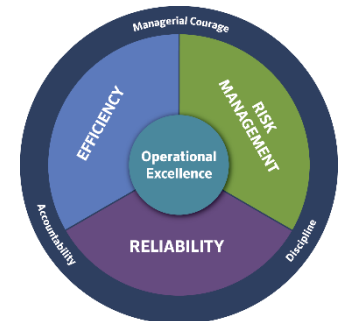 Managerial Courage
EFFICIENCY
RISK
MANAGEMENT
Operational
Excellence
RELIABILITY
Accountability
Discipline